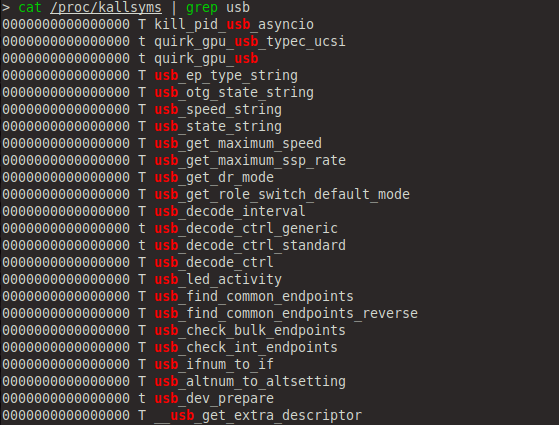 > cat /proc/kallsyms | grep usb
0000000000000000 T kill_pid_usb_asyncio
0000000000000000 t quirk_gpu_usb_typec_ucsi
0000000000000000 t quirk_gpu_usb
0000000000000000 T usb_ep_type_string
0000000000000000 T usb_otg_state_string
0000000000000000 T usb_speed_string
0000000000000000 T usb_state_string
0000000000000000 T usb_get_maximum_speed
0000000000000000 T usb_get_maximum_ssp_rate
0000000000000000 T usb_get_dr_mode
0000000000000000 T usb_get_role_switch_default_mode
0000000000000000 T usb_decode_interval
0000000000000000 t usb_decode_ctrl_generic
0000000000000000 t usb_decode_ctrl_standard
0000000000000000 T usb_decode_ctrl
0000000000000000 T usb_led_activity
0000000000000000 T usb_find_common_endpoints
0000000000000000 T usb_find_common_endpoints_reverse
0000000000000000 T usb_check_bulk_endpoints
0000000000000000 T usb_check_int_endpoints
0000000000000000 T usb_ifnum_to_if
0000000000000000 T usb_altnum_to_altsetting
0000000000000000 t usb_dev_prepare
0000000000000000 T __usb_get_extra_descriptor